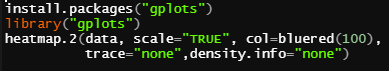 install.packages("gplots")
library("gplots")
heatmap.2(data, scale="TRUE", col=bluered(100),
trace="none",density.info="none")